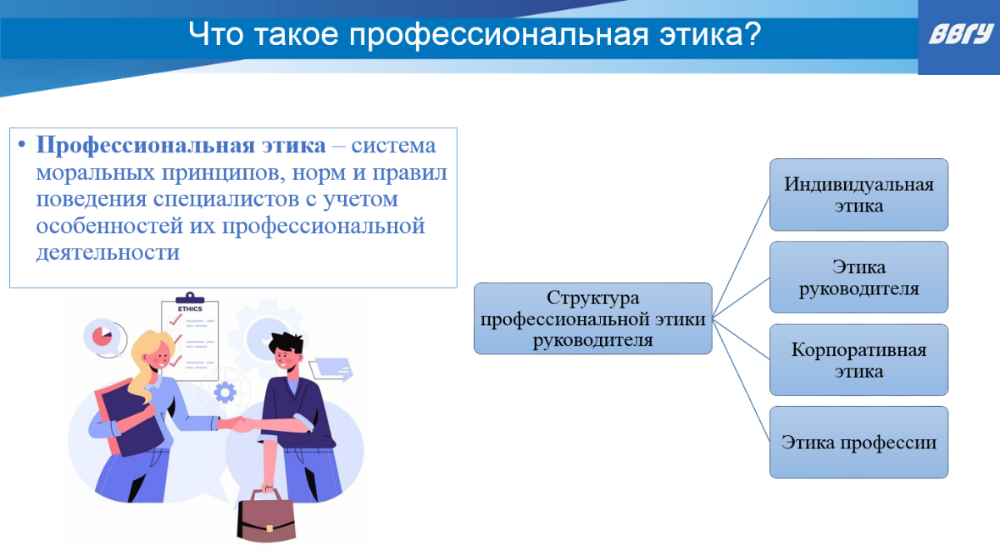 Что такое профессиональная этика?
ВВГУ
• Профессиональная этика – система
моральных принципов, норм и правил
поведения специалистов с учетом
особенностей их профессиональной
деятельности
ETHICS
Структура
профессиональной этики
руководителя
Индивидуальная
этика
Этика
руководителя
Корпоративная
этика
Этика профессии